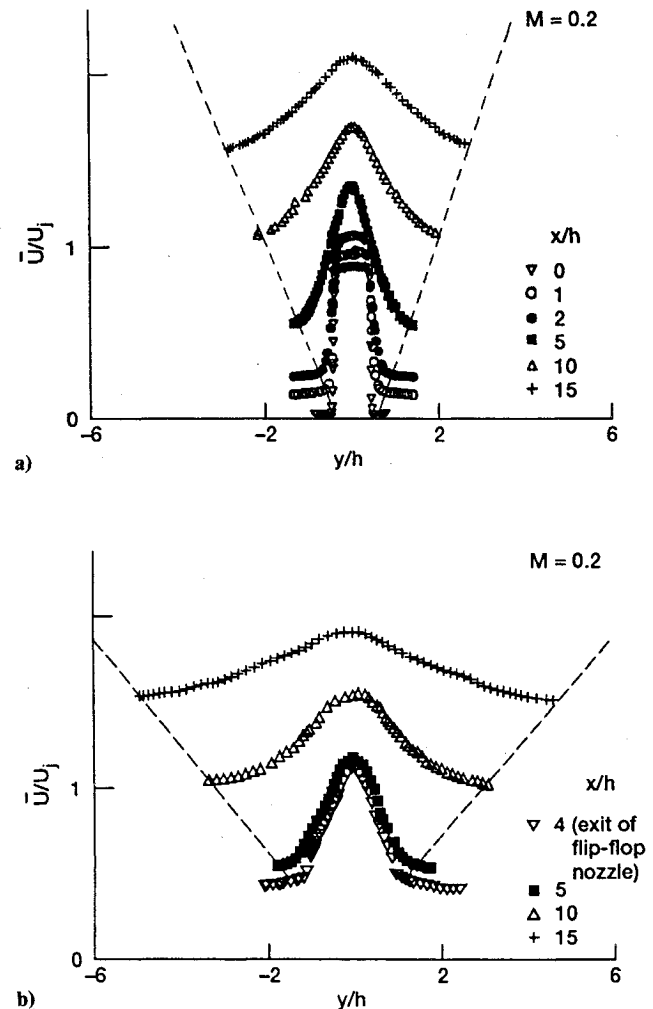 M = 0.2
Ū/Uj
1
0
x/h
▽ 0
○ 1
● 2
■ 5
△ 10
+ 15
−6
−2
2
6
y/h
a)
M = 0.2
Ū/Uj
1
0
x/h
▽ 4 (exit of
flip-flop
nozzle)
■ 5
△ 10
+ 15
−6
−2
2
6
y/h
b)